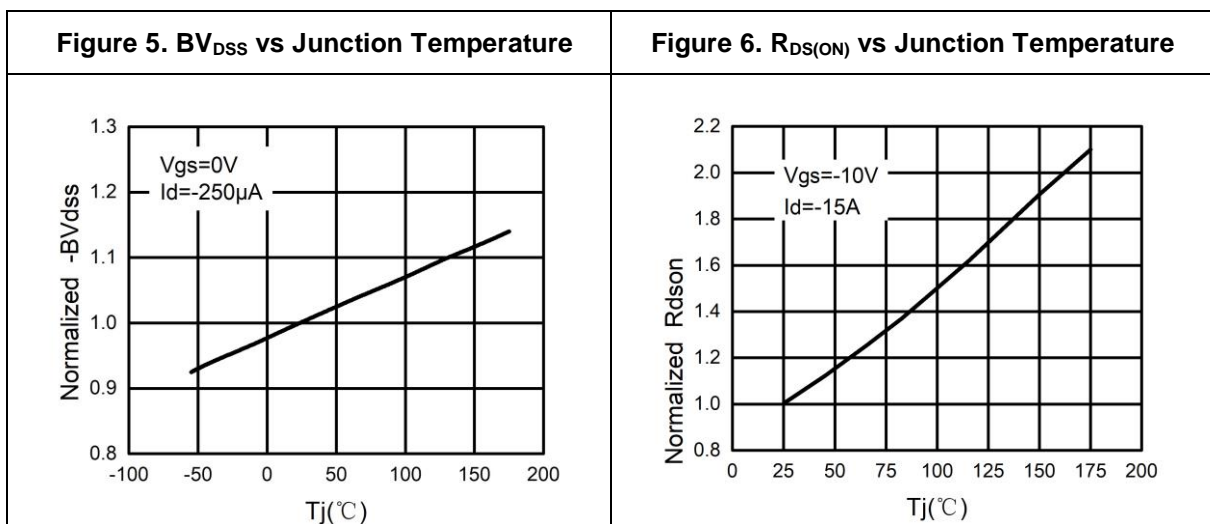 Figure 5. BVDSS vs Junction Temperature
Figure 6. RDS(ON) vs Junction Temperature
Normalized -BVdss
1.3
1.2
1.1
1.0
0.9
0.8
Vgs=0V
Id=-250μA
-100 -50 0 50 100 150 200
Tj(℃)
Normalized Rdson
2.2
2.0
1.8
1.6
1.4
1.2
1.0
0.8
Vgs=-10V
Id=-15A
0 25 50 75 100 125 150 175 200
Tj(℃)